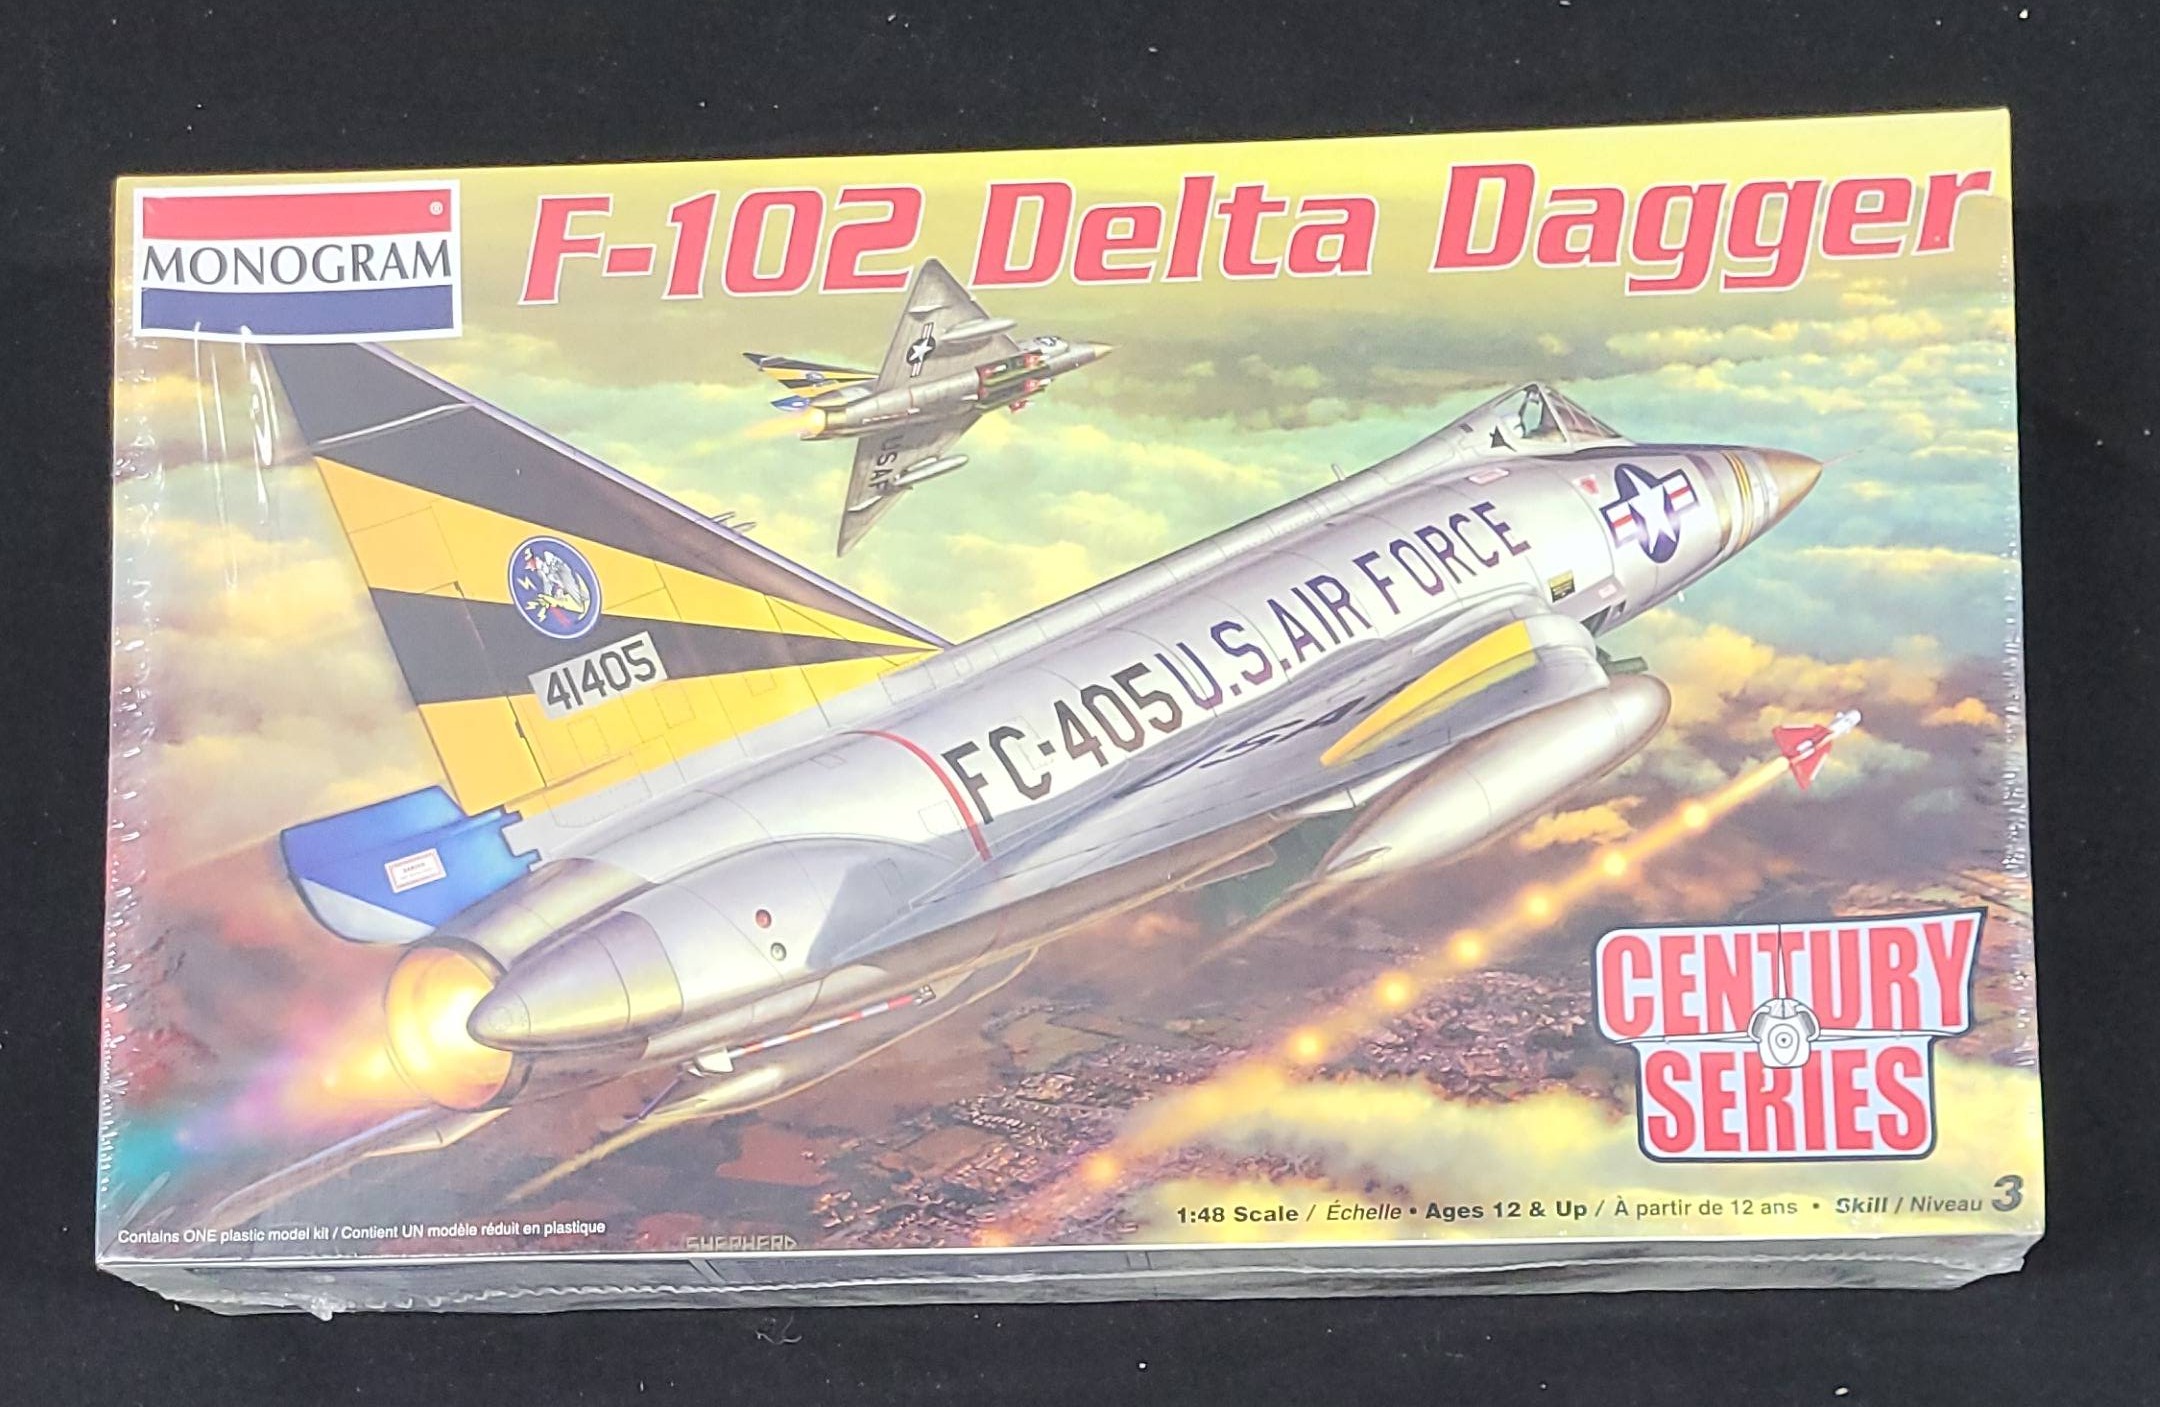 F-102 Delta Dagger
®
MONOGRAM
USAF
41405
FC-405 U.S. AIR FORCE
USAF
CENTURY
SERIES
1:48 Scale / Échelle • Ages 12 & Up / À partir de 12 ans • Skill / Niveau 3
Contains ONE plastic model kit / Contient UN modèle réduit en plastique
SHEPHERD